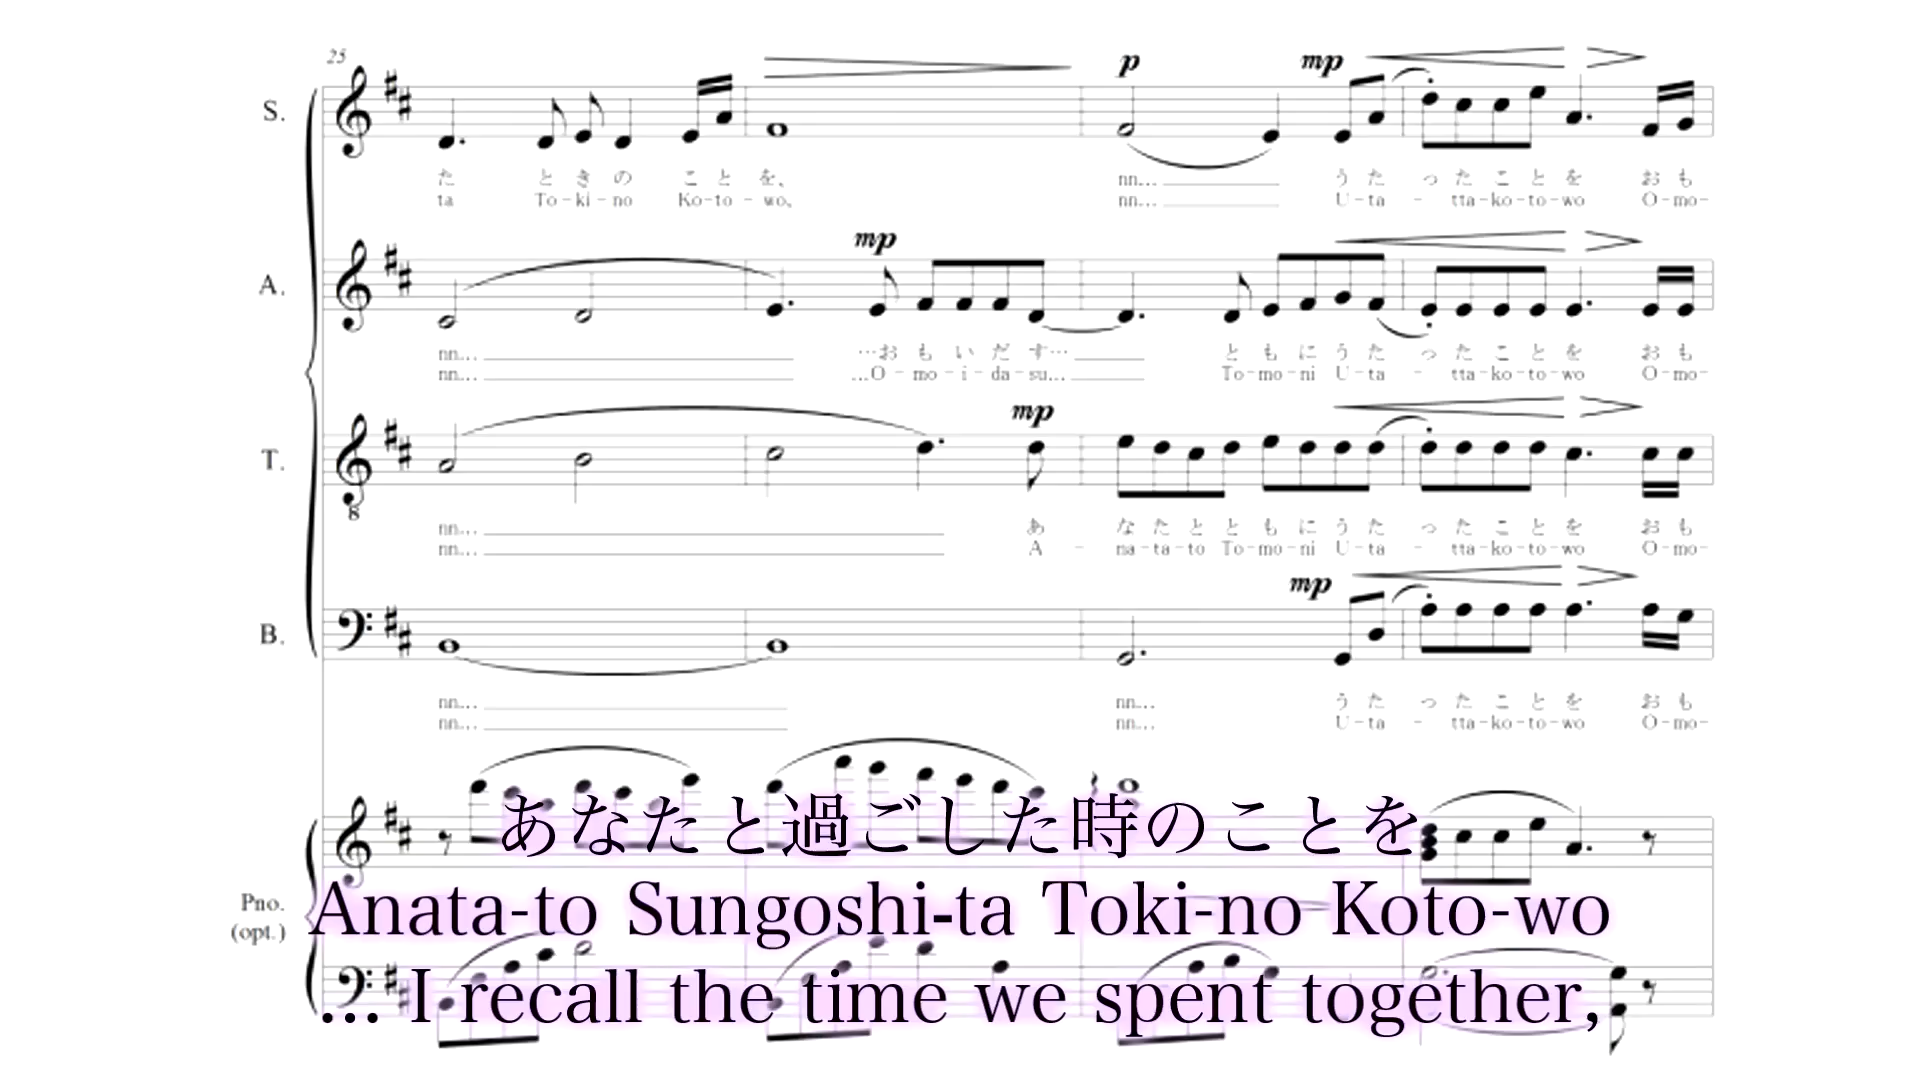 25
p mp
S.
た と き の こ と を、 nn... う た っ た こ と を お も
ta To-ki-no Ko-to-wo, nn... U-ta - tta-ko-to-wo O-mo-
mp
A.
nn... …お も い だ す… と も に う た っ た こ と を お も
nn... ...O-mo-i-da-su... To-mo-ni U-ta - tta-ko-to-wo O-mo-
mp
T.
8
nn... あ な た と と も に う た っ た こ と を お も
nn... A - na-ta-to To-mo-ni U-ta - tta-ko-to-wo O-mo-
mp
B.
nn... nn... う た っ た こ と を お も
nn... nn... U-ta - tta-ko-to-wo O-mo-
あなたと過ごした時のことを
Pno.
(opt.)
Anata-to Sungoshi-ta Toki-no Koto-wo
... I recall the time we spent together,